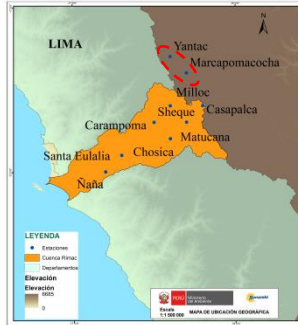 LIMA
N
Yantac
Marcapomacocha
Milloc
Sheque
Casapalca
Carampoma
Matucana
Santa Eulalia
Chosica
Ñaña
LEYENDA
Estaciones
Cuenca Rímac
Departamentos
Elevación
Elevación
6685
0
PERÚ
Escala
1:1 500 000
MAPA DE UBICACIÓN GEOGRÁFICA